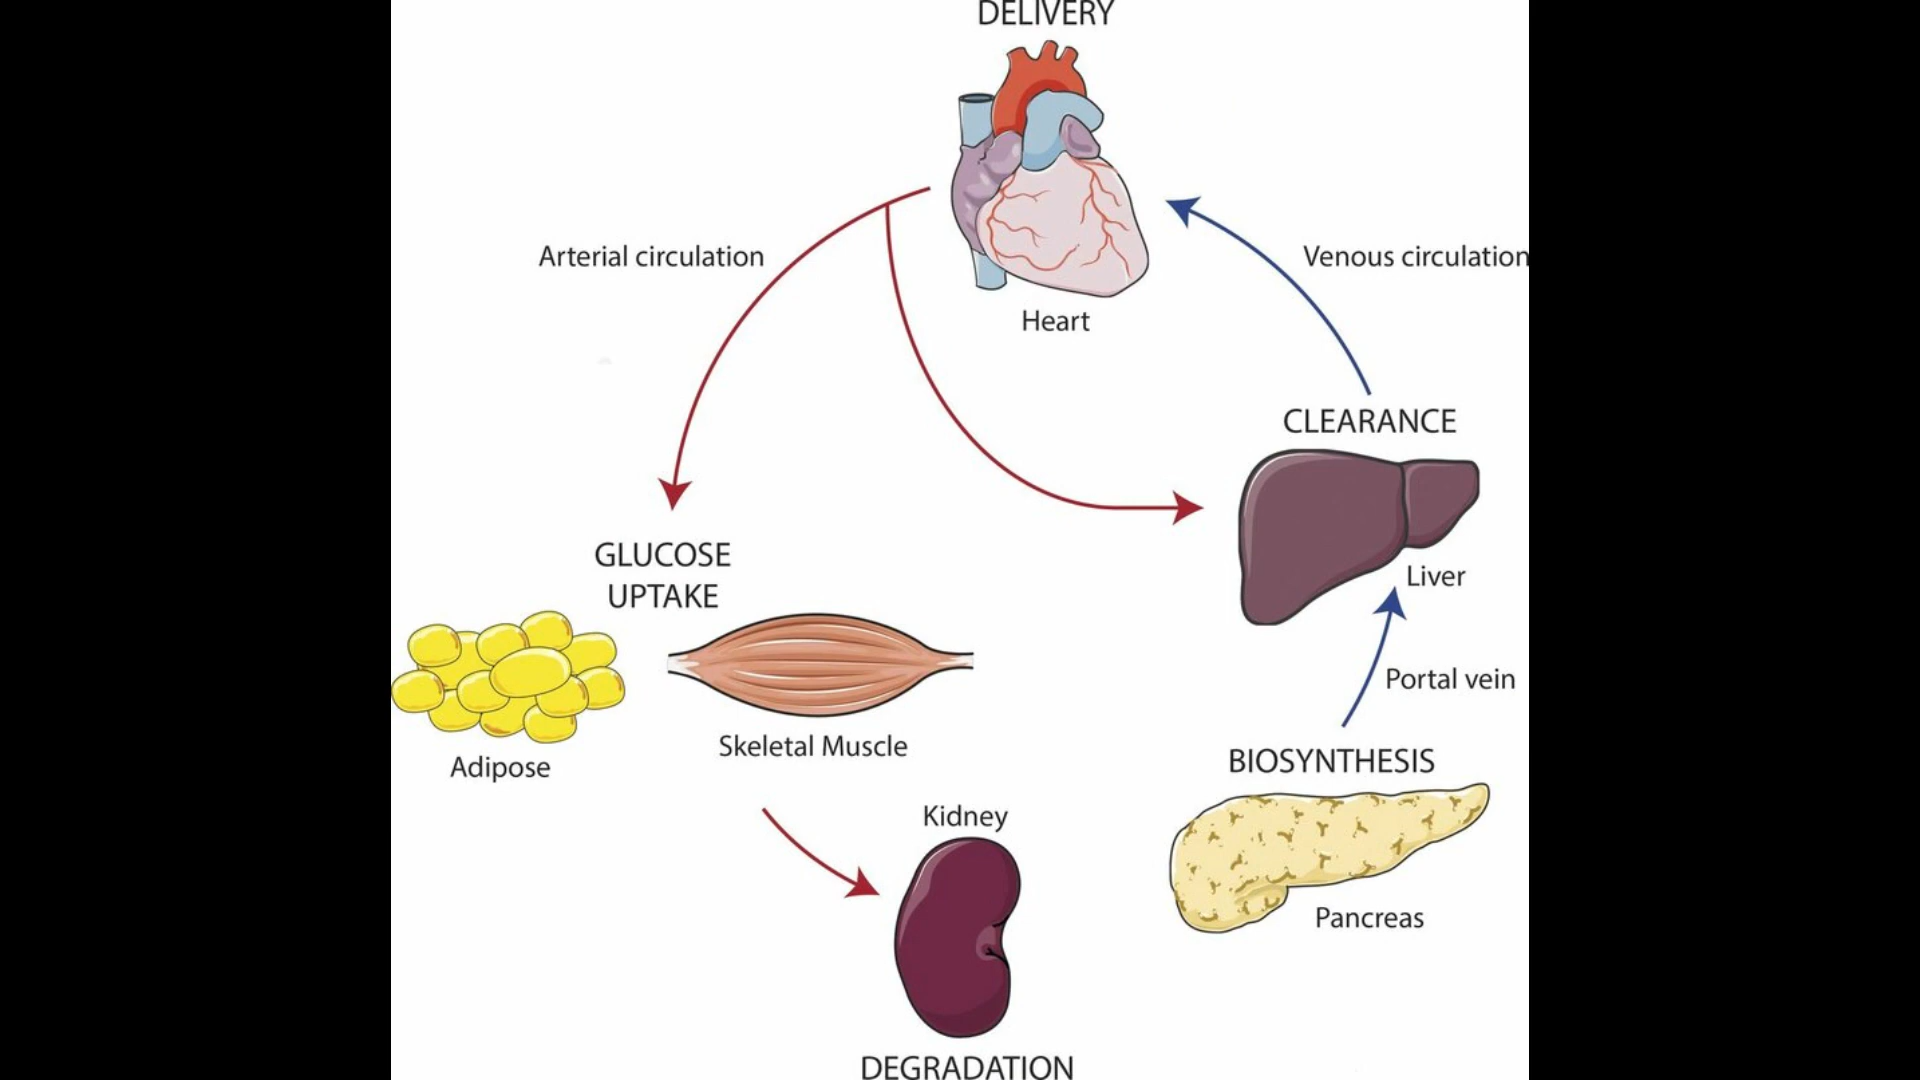 DELIVERY
Heart
Arterial circulation
Venous circulation
CLEARANCE
Liver
GLUCOSE
UPTAKE
Portal vein
Skeletal Muscle
Adipose
BIOSYNTHESIS
Kidney
Pancreas
DEGRADATION